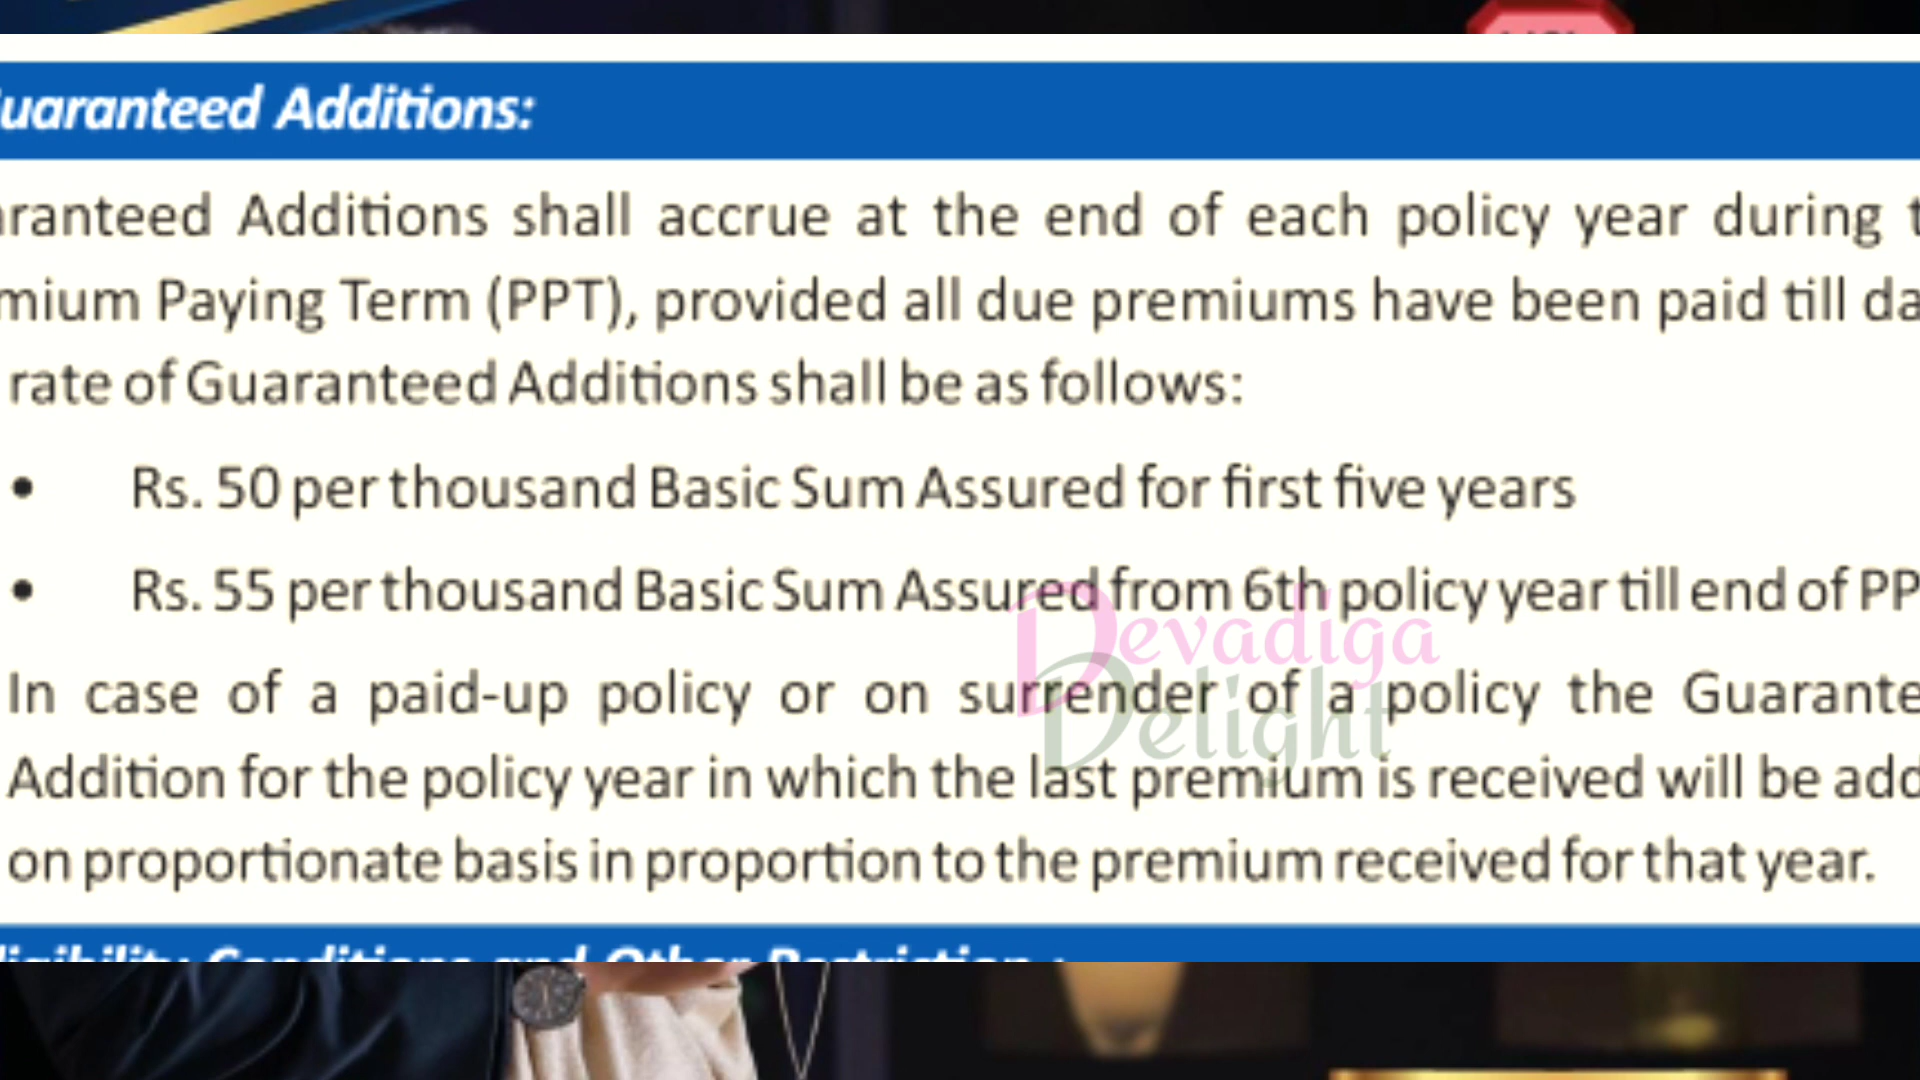 uaranteed Additions:
ranteed Additions shall accrue at the end of each policy year during t
mium Paying Term (PPT), provided all due premiums have been paid till da
rate of Guaranteed Additions shall be as follows:
• Rs. 50 per thousand Basic Sum Assured for first five years
• Rs. 55 per thousand Basic Sum Assured from 6th policy year till end of PP
Devadiga
Delight
In case of a paid-up policy or on surrender of a policy the Guarante
Addition for the policy year in which the last premium is received will be add
on proportionate basis in proportion to the premium received for that year.
ligibility Conditions and Other Restriction :